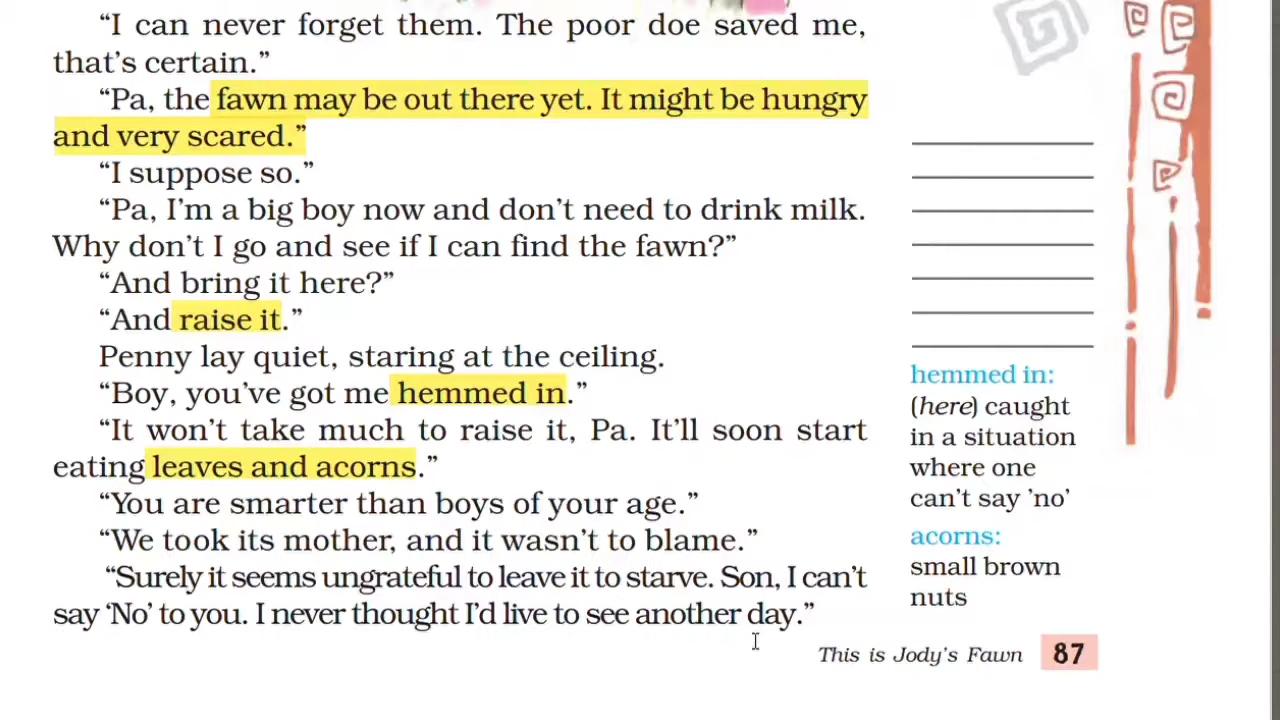 “I can never forget them. The poor doe saved me,
that’s certain.”
“Pa, the fawn may be out there yet. It might be hungry
and very scared.”
“I suppose so.”
“Pa, I’m a big boy now and don’t need to drink milk.
Why don’t I go and see if I can find the fawn?”
“And bring it here?”
“And raise it.”
Penny lay quiet, staring at the ceiling.
“Boy, you’ve got me hemmed in.”
“It won’t take much to raise it, Pa. It’ll soon start
eating leaves and acorns.”
“You are smarter than boys of your age.”
“We took its mother, and it wasn’t to blame.”
“Surely it seems ungrateful to leave it to starve. Son, I can’t
say ‘No’ to you. I never thought I’d live to see another day.”
hemmed in:
(here) caught
in a situation
where one
can’t say ’no’
acorns:
small brown
nuts
This is Jody’s Fawn 87